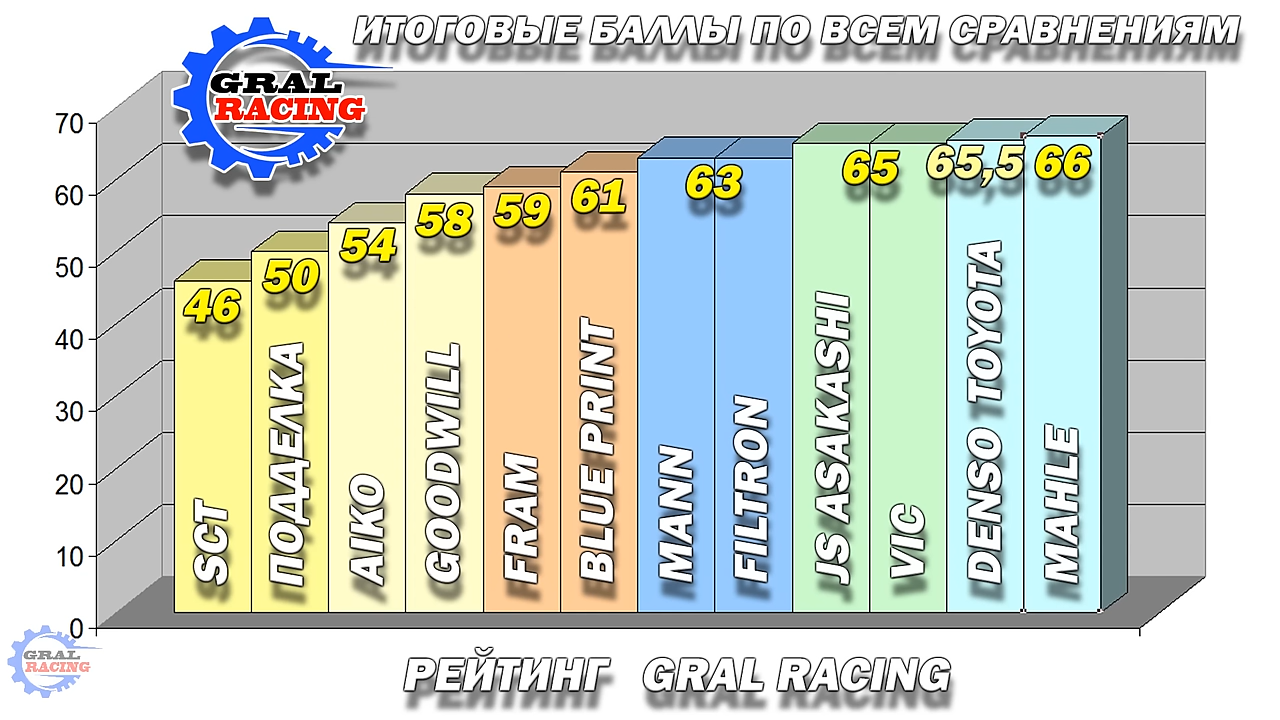 ИТОГОВЫЕ БАЛЛЫ ПО ВСЕМ СРАВНЕНИЯМ
GRAL
RACING
70
60
50
40
30
20
10
0
46
50
54
58
59
61
63
65
65,5
66
SCT
ПОДДЕЛКА
AIKO
GOODWILL
FRAM
BLUE PRINT
MANN
FILTRON
JS ASAKASHI
VIC
DENSO TOYOTA
MAHLE
GRAL
RACING
РЕЙТИНГ GRAL RACING